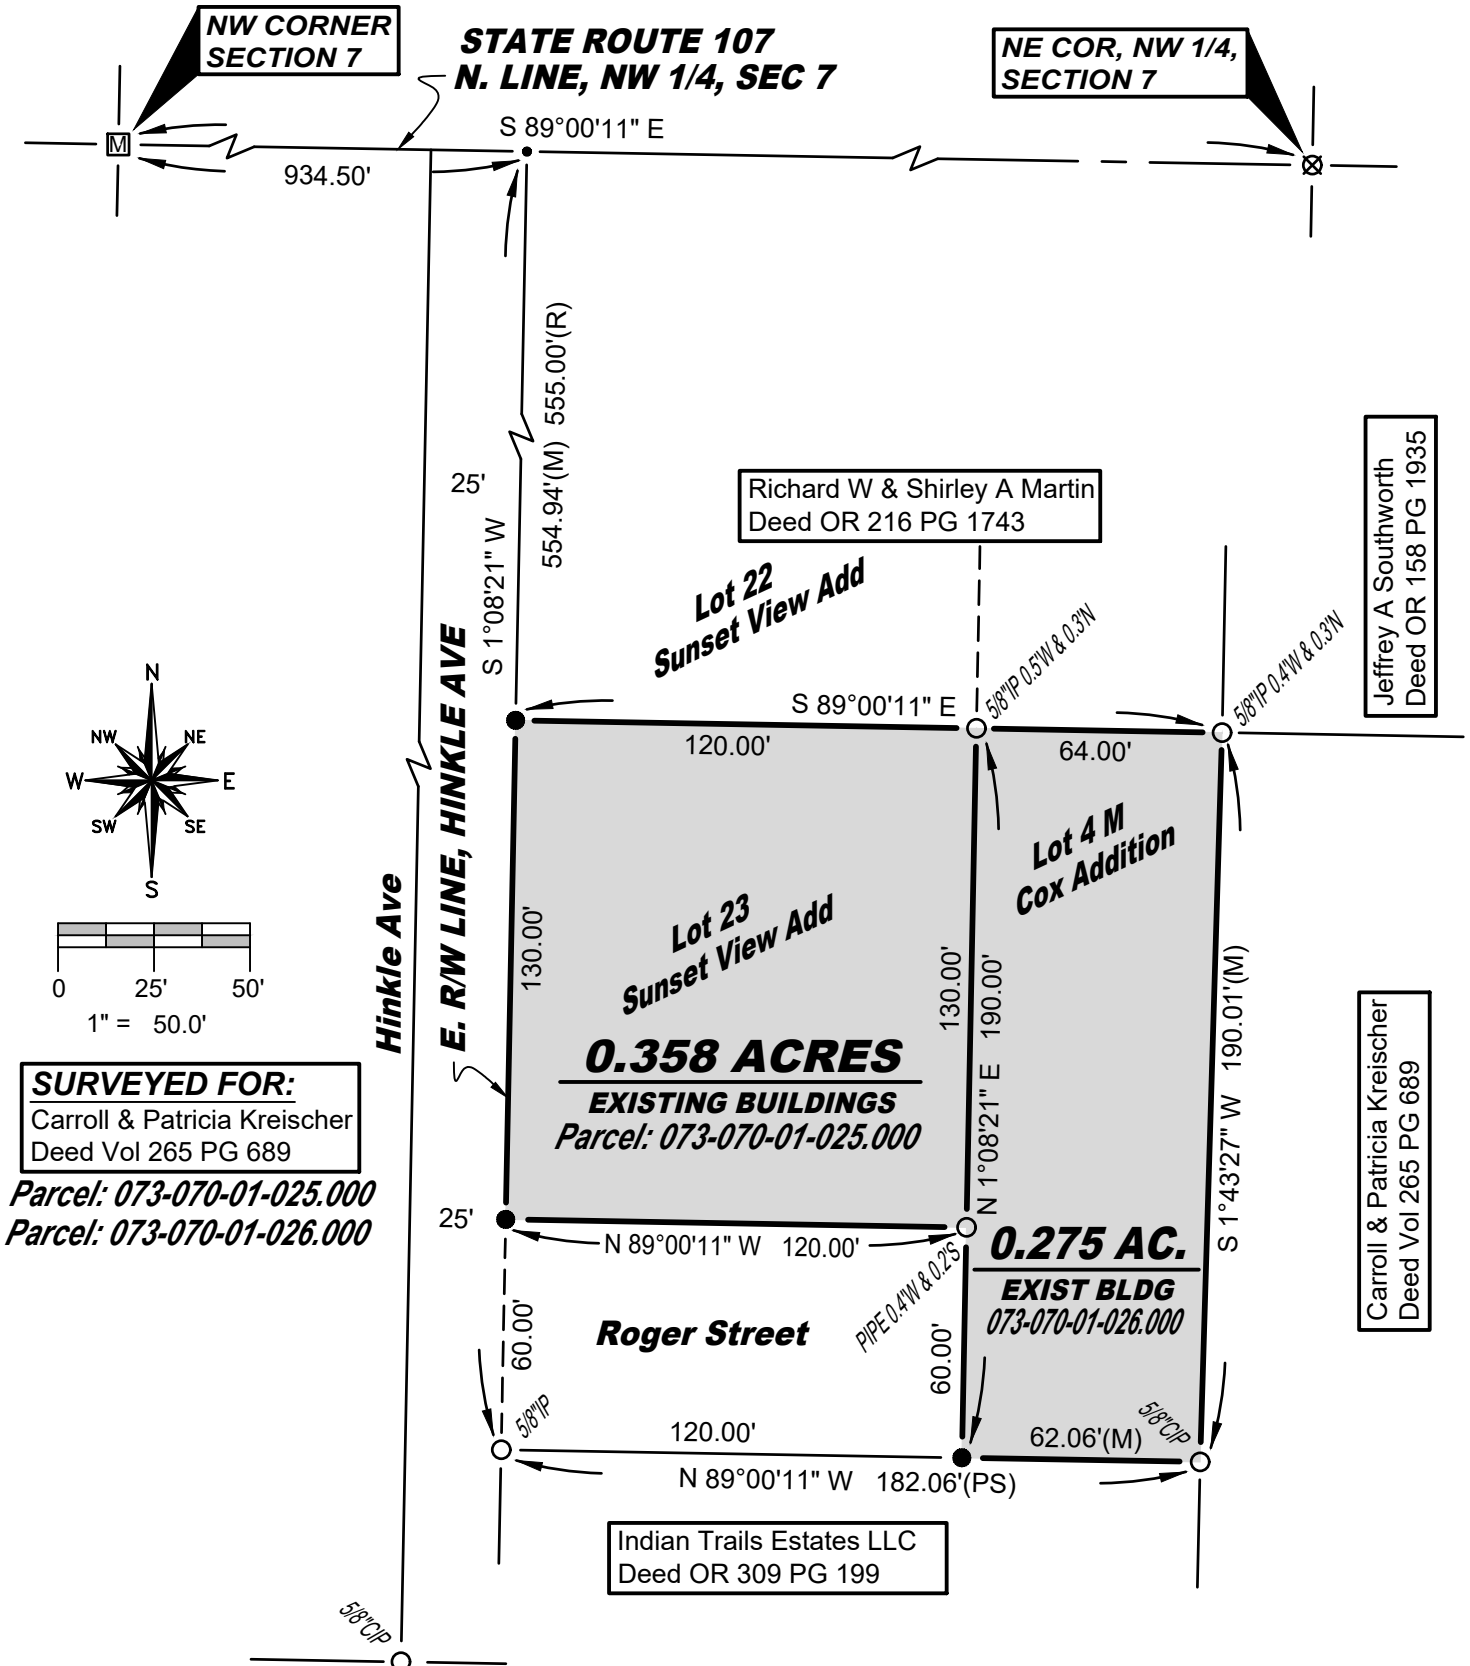 NW CORNER
SECTION 7
STATE ROUTE 107
N. LINE, NW 1/4, SEC 7
NE COR, NW 1/4,
SECTION 7
M
S 89°00'11" E
934.50'
554.94'(M) 555.00'(R)
25'
S 1°08'21" W
Richard W & Shirley A Martin
Deed OR 216 PG 1743
Jeffrey A Southworth
Deed OR 158 PG 1935
Lot 22
Sunset View Add
5/8"IP 0.5'W & 0.3'N
5/8"IP 0.4'W & 0.3'N
S 89°00'11" E
120.00'
64.00'
N
NW
NE
W
E
SW
SE
S
0 25' 50'
1" = 50.0'
Hinkle Ave
E. R/W LINE, HINKLE AVE
130.00'
Lot 23
Sunset View Add
Lot 4 M
Cox Addition
130.00'
N 1°08'21" E 190.00'
S 1°43'27" W 190.01'(M)
0.358 ACRES
EXISTING BUILDINGS
Parcel: 073-070-01-025.000
SURVEYED FOR:
Carroll & Patricia Kreischer
Deed Vol 265 PG 689
Parcel: 073-070-01-025.000
Parcel: 073-070-01-026.000
Carroll & Patricia Kreischer
Deed Vol 265 PG 689
25'
N 89°00'11" W 120.00'
PIPE 0.4'W & 0.2'S
0.275 AC.
EXIST BLDG
073-070-01-026.000
60.00'
Roger Street
60.00'
5/8"IP
120.00'
62.06'(M)
5/8"CIP
N 89°00'11" W 182.06'(PS)
Indian Trails Estates LLC
Deed OR 309 PG 199
5/8"CIP